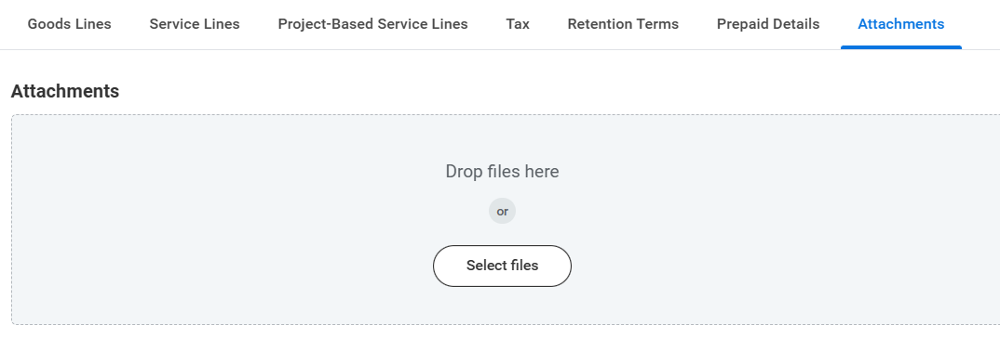 Goods Lines Service Lines Project-Based Service Lines Tax Retention Terms Prepaid Details Attachments
Attachments
Drop files here
or
Select files